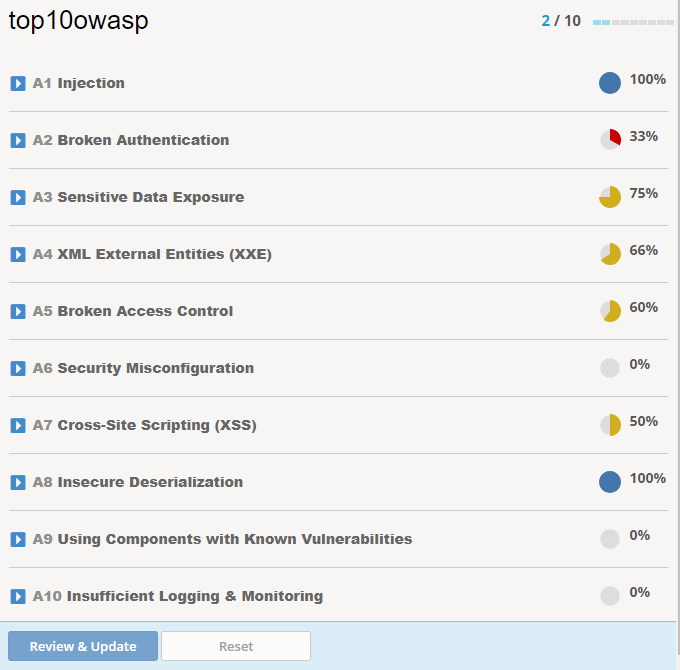 top10owasp
2 / 10
A1 Injection 100%
A2 Broken Authentication 33%
A3 Sensitive Data Exposure 75%
A4 XML External Entities (XXE) 66%
A5 Broken Access Control 60%
A6 Security Misconfiguration 0%
A7 Cross-Site Scripting (XSS) 50%
A8 Insecure Deserialization 100%
A9 Using Components with Known Vulnerabilities 0%
A10 Insufficient Logging & Monitoring 0%
Review & Update Reset